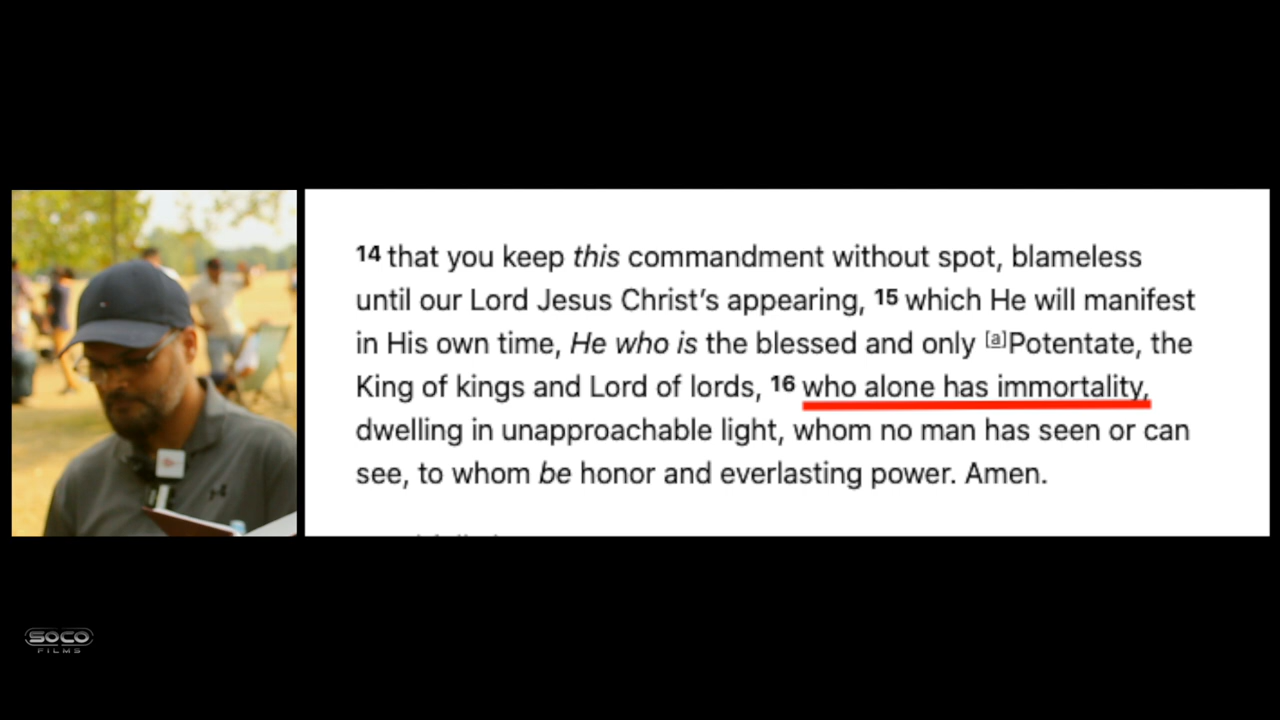 14 that you keep this commandment without spot, blameless
until our Lord Jesus Christ's appearing, 15 which He will manifest
in His own time, He who is the blessed and only [a]Potentate, the
King of kings and Lord of lords, 16 who alone has immortality,
dwelling in unapproachable light, whom no man has seen or can
see, to whom be honor and everlasting power. Amen.
SOCO
FILMS